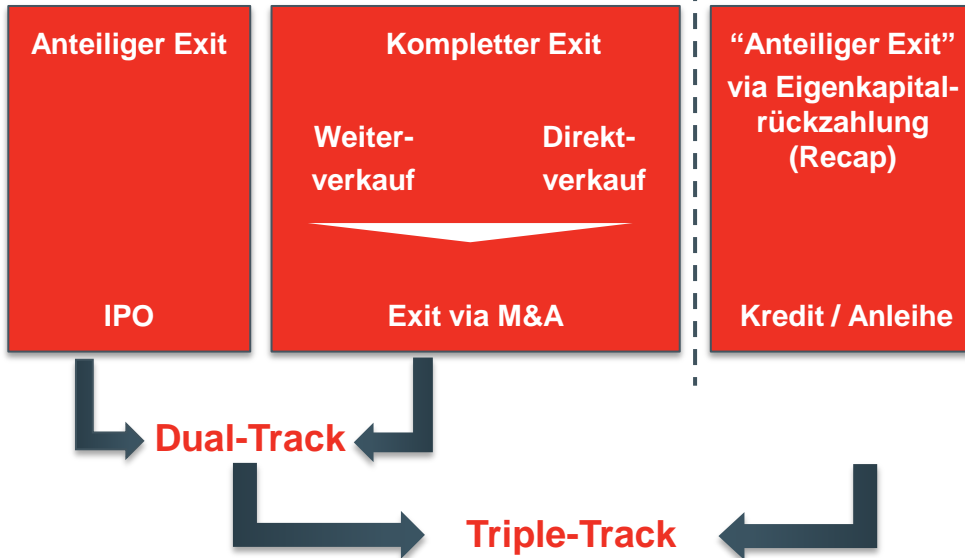 Anteiliger Exit
IPO
Kompletter Exit
Weiter-
verkauf
Direkt-
verkauf
Exit via M&A
“Anteiliger Exit”
via Eigenkapital-
rückzahlung
(Recap)
Kredit / Anleihe
Dual-Track
Triple-Track